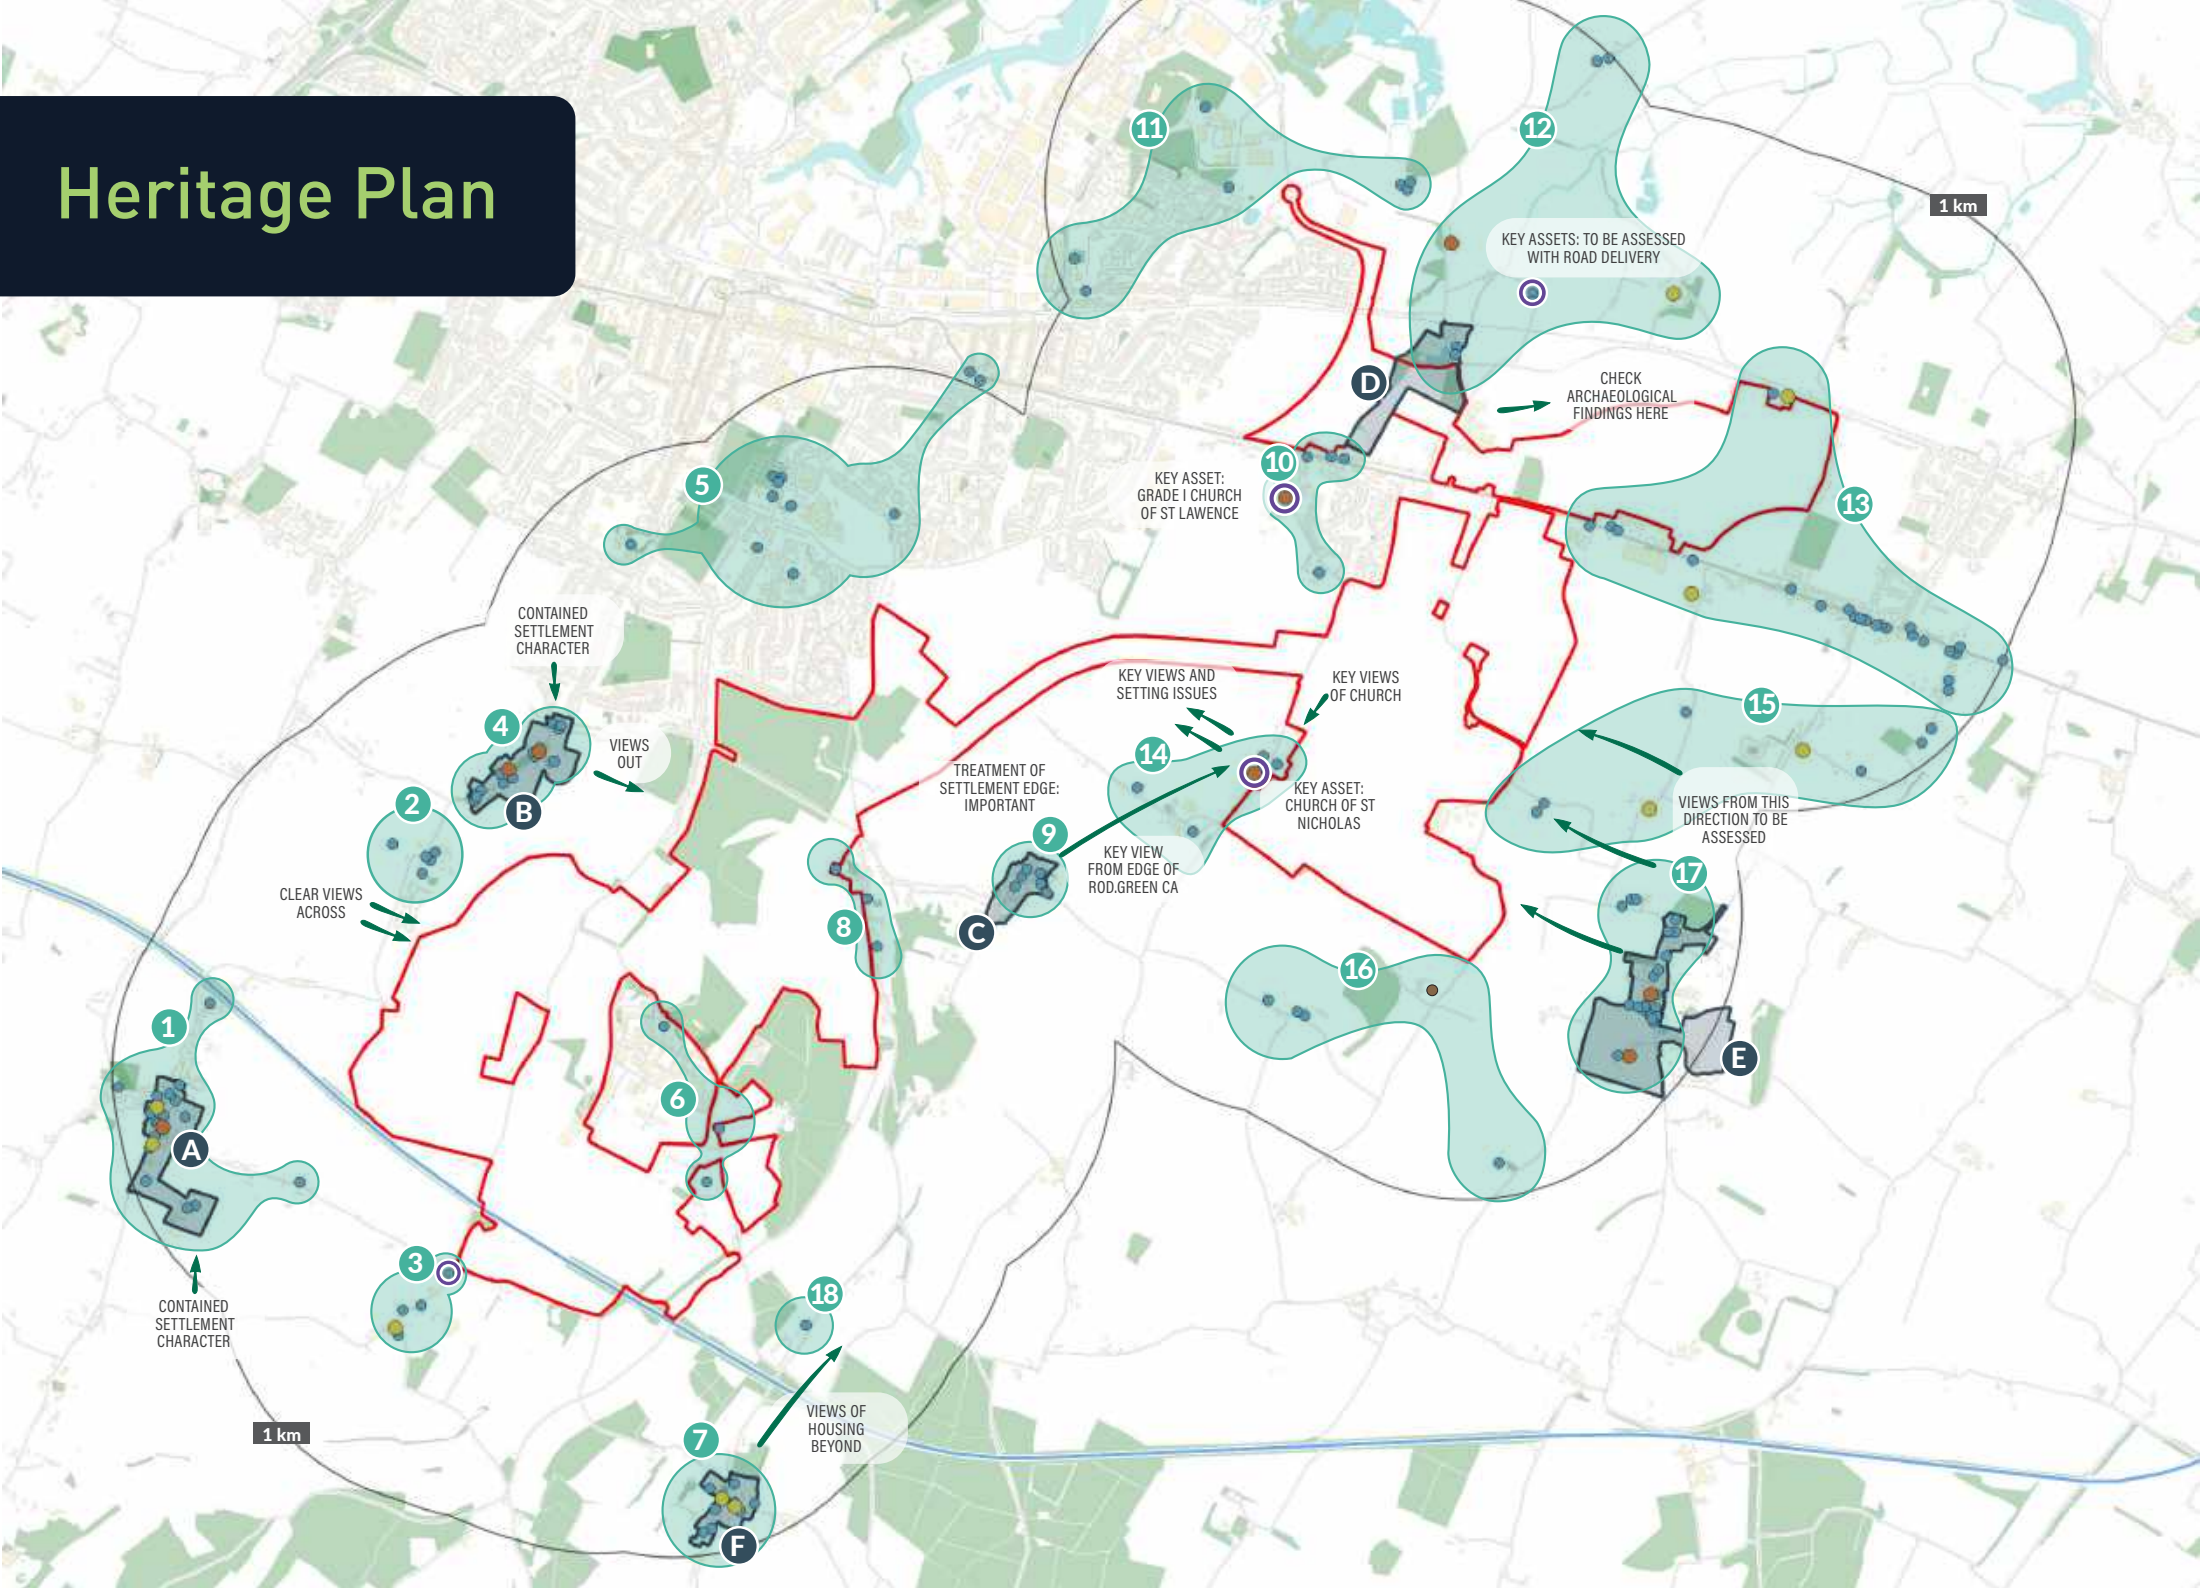 Heritage Plan
11
12
1 km
KEY ASSETS: TO BE ASSESSED
WITH ROAD DELIVERY
D
CHECK
ARCHAEOLOGICAL
FINDINGS HERE
10
KEY ASSET:
GRADE I CHURCH
OF ST LAWENCE
5
13
CONTAINED
SETTLEMENT
CHARACTER
KEY VIEWS AND
SETTING ISSUES
KEY VIEWS
OF CHURCH
15
4
VIEWS
OUT
14
TREATMENT OF
SETTLEMENT EDGE:
IMPORTANT
KEY ASSET:
CHURCH OF ST
NICHOLAS
VIEWS FROM THIS
DIRECTION TO BE
ASSESSED
2
B
9
KEY VIEW
FROM EDGE OF
ROD.GREEN CA
17
CLEAR VIEWS
ACROSS
8
C
16
1
E
6
A
3
18
CONTAINED
SETTLEMENT
CHARACTER
1 km
7
VIEWS OF
HOUSING
BEYOND
F